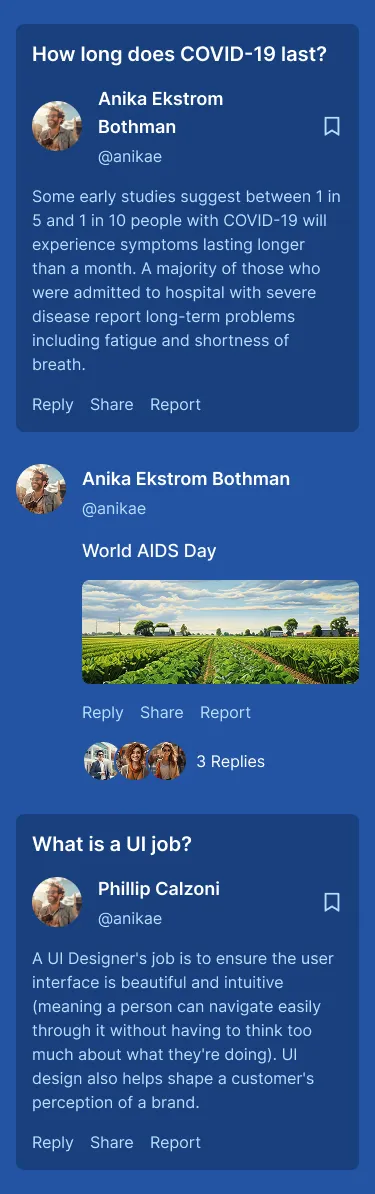 How long does COVID-19 last?
Anika Ekstrom
Bothman
@anikae
Some early studies suggest between 1 in
5 and 1 in 10 people with COVID-19 will
experience symptoms lasting longer
than a month. A majority of those who
were admitted to hospital with severe
disease report long-term problems
including fatigue and shortness of
breath.
Reply Share Report
Anika Ekstrom Bothman
@anikae
World AIDS Day
Reply Share Report
3 Replies
What is a UI job?
Phillip Calzoni
@anikae
A UI Designer's job is to ensure the user
interface is beautiful and intuitive
(meaning a person can navigate easily
through it without having to think too
much about what they're doing). UI
design also helps shape a customer's
perception of a brand.
Reply Share Report